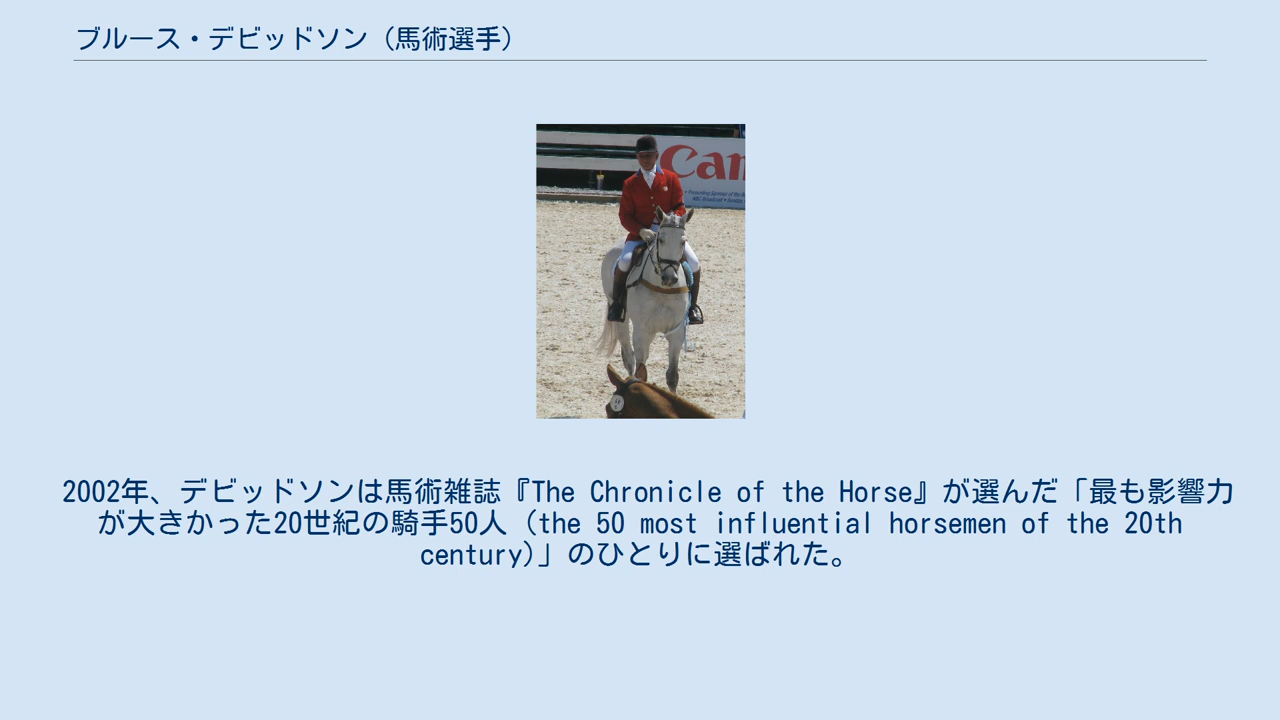 ブルース・デビッドソン（馬術選手）
Can
2002年、デビッドソンは馬術雑誌『The Chronicle of the Horse』が選んだ「最も影響力
が大きかった20世紀の騎手50人 (the 50 most influential horsemen of the 20th
century)」のひとりに選ばれた。